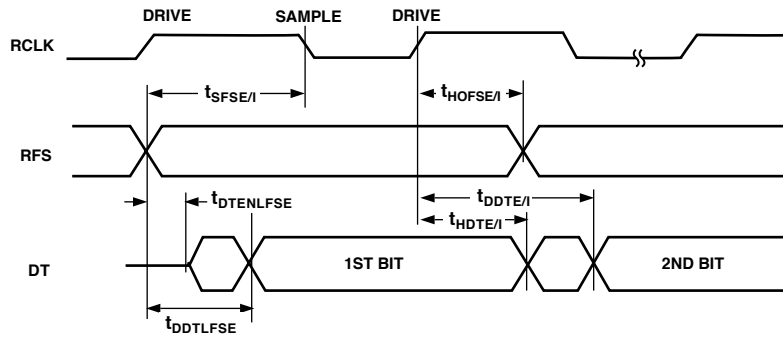 DRIVE SAMPLE DRIVE
RCLK
tSFSE/I tHOFSE/I
RFS
tDDTE/I
tDTENLFSE
tHDTE/I
DT 1ST BIT 2ND BIT
tDDTLFSE